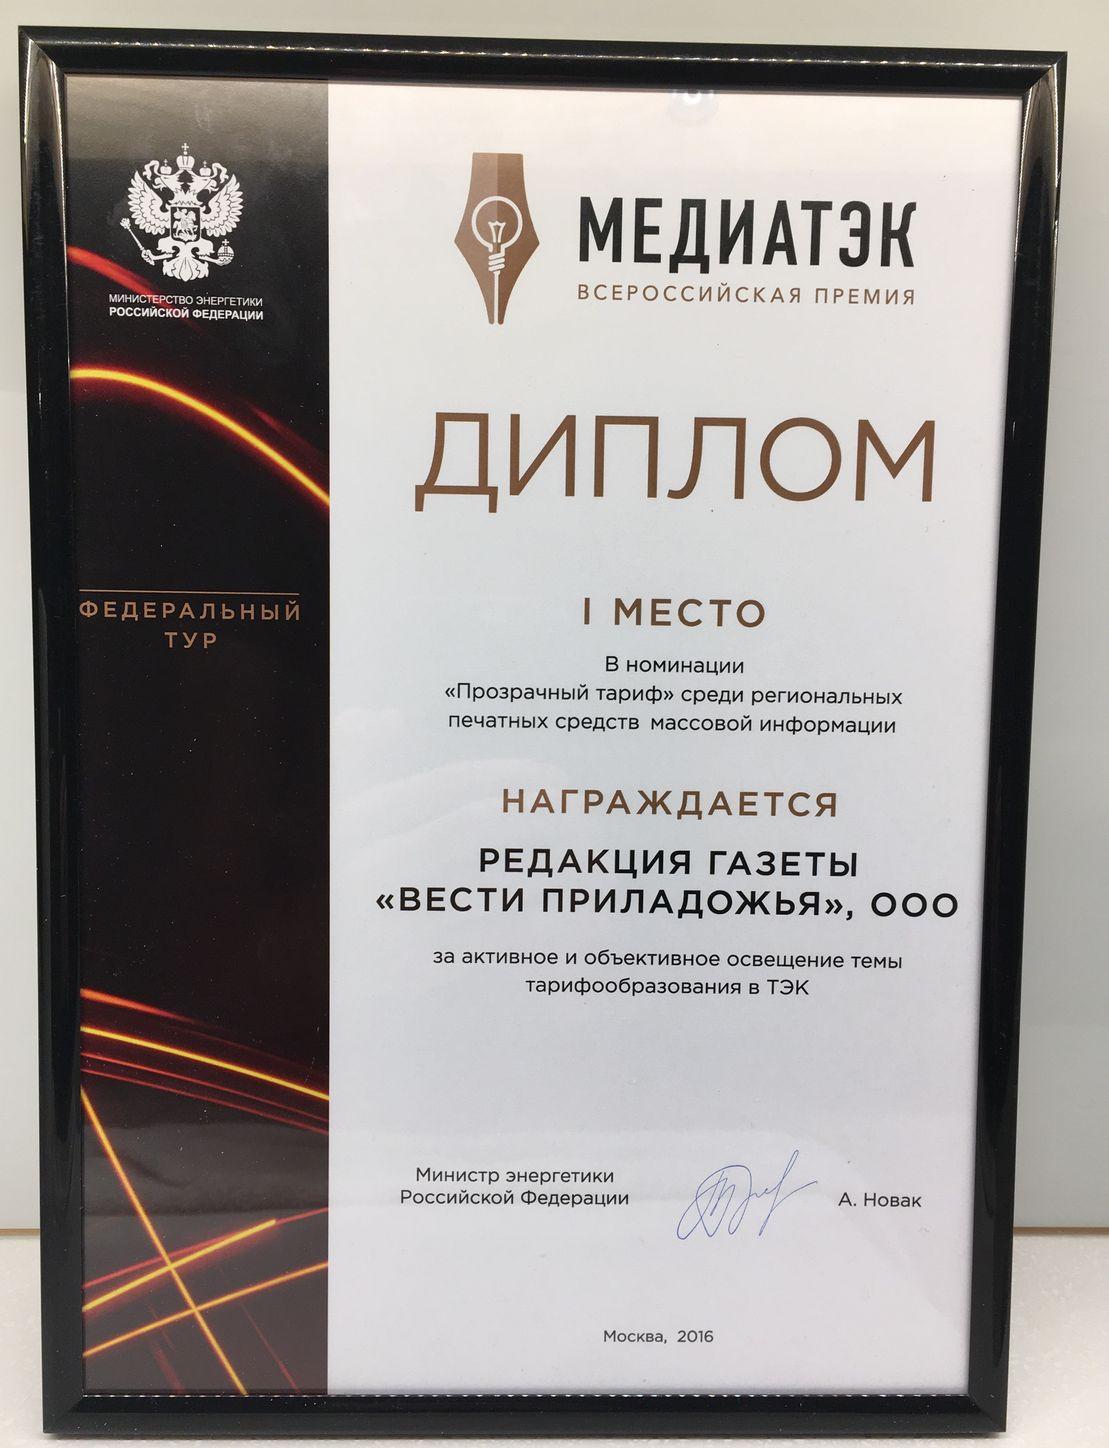 МИНИСТЕРСТВО ЭНЕРГЕТИКИ
РОССИЙСКОЙ ФЕДЕРАЦИИ
МЕДИАТЭК
ВСЕРОССИЙСКАЯ ПРЕМИЯ
ДИПЛОМ
ФЕДЕРАЛЬНЫЙ
ТУР
I МЕСТО
В номинации
«Прозрачный тариф» среди региональных
печатных средств массовой информации
НАГРАЖДАЕТСЯ
РЕДАКЦИЯ ГАЗЕТЫ
«ВЕСТИ ПРИЛАДОЖЬЯ», ООО
за активное и объективное освещение темы
тарифообразования в ТЭК
Министр энергетики
Российской Федерации
А. Новак
Москва, 2016